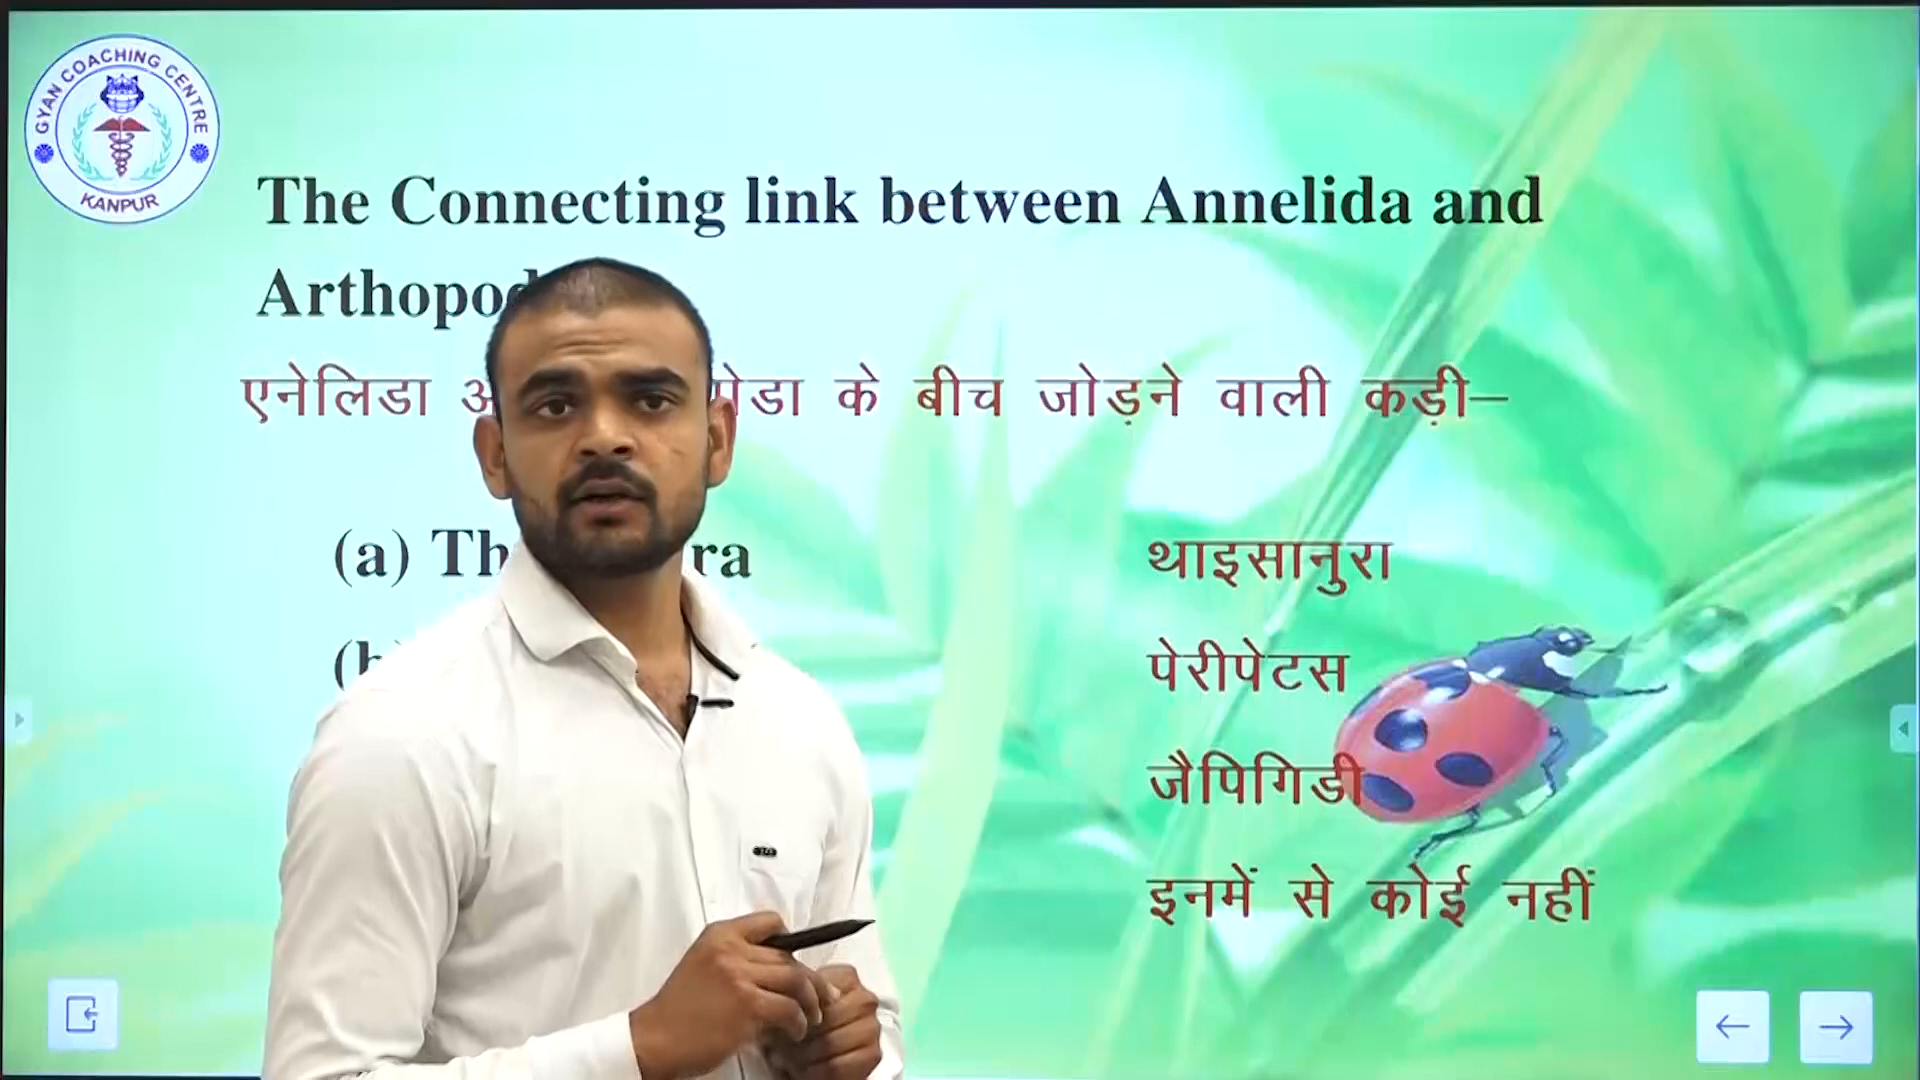 GYAN COACHING CENTRE
KANPUR
The Connecting link between Annelida and
एनेलिडा के बीच जोड़ने वाली कड़ी–
(a) थाइसानुरा
पेरीपेटस
जैपिगिडी
इनमें से कोई नहीं